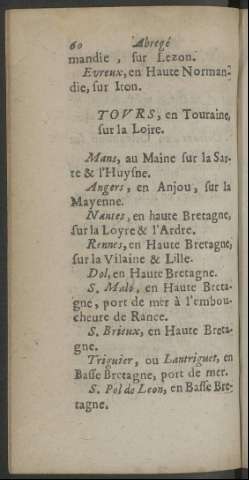 60 Abregé
mandie, sur Lezon.
Evreux, en Haute Norman-
die, sur Iton.
TOVRS, en Touraine,
sur la Loire.
Mans, au Maine sur la Sar-
te & l'Huysne.
Angers, en Anjou, sur la
Mayenne.
Nantes, en haute Bretagne,
sur la Loyre & l'Ardre.
Rennes, en Haute Bretagne,
sur la Vilaine & Lille.
Dol, en Haute Bretagne.
S. Malo, en Haute Breta-
gne, port de mer à l'embou-
cheure de Rance.
S. Brieux, en Haute Breta-
gne.
Triguier, ou Lantriguet, en
Basse Bretagne, port de mer.
S. Pol de Leon, en Basse Bre-
tagne.